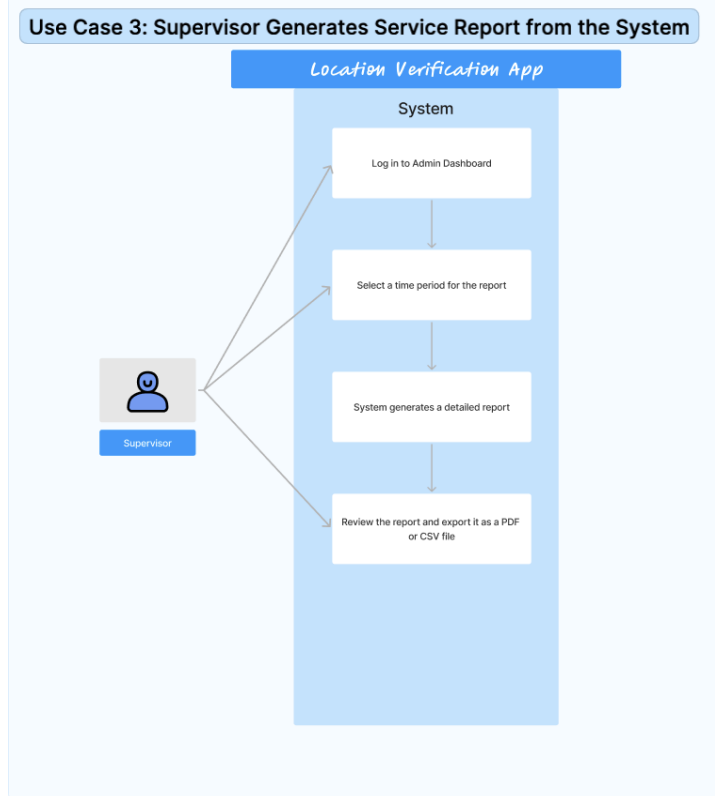 Use Case 3: Supervisor Generates Service Report from the System
Location Verification App
System
Log in to Admin Dashboard
Select a time period for the report
System generates a detailed report
Supervisor
Review the report and export it as a PDF
or CSV file